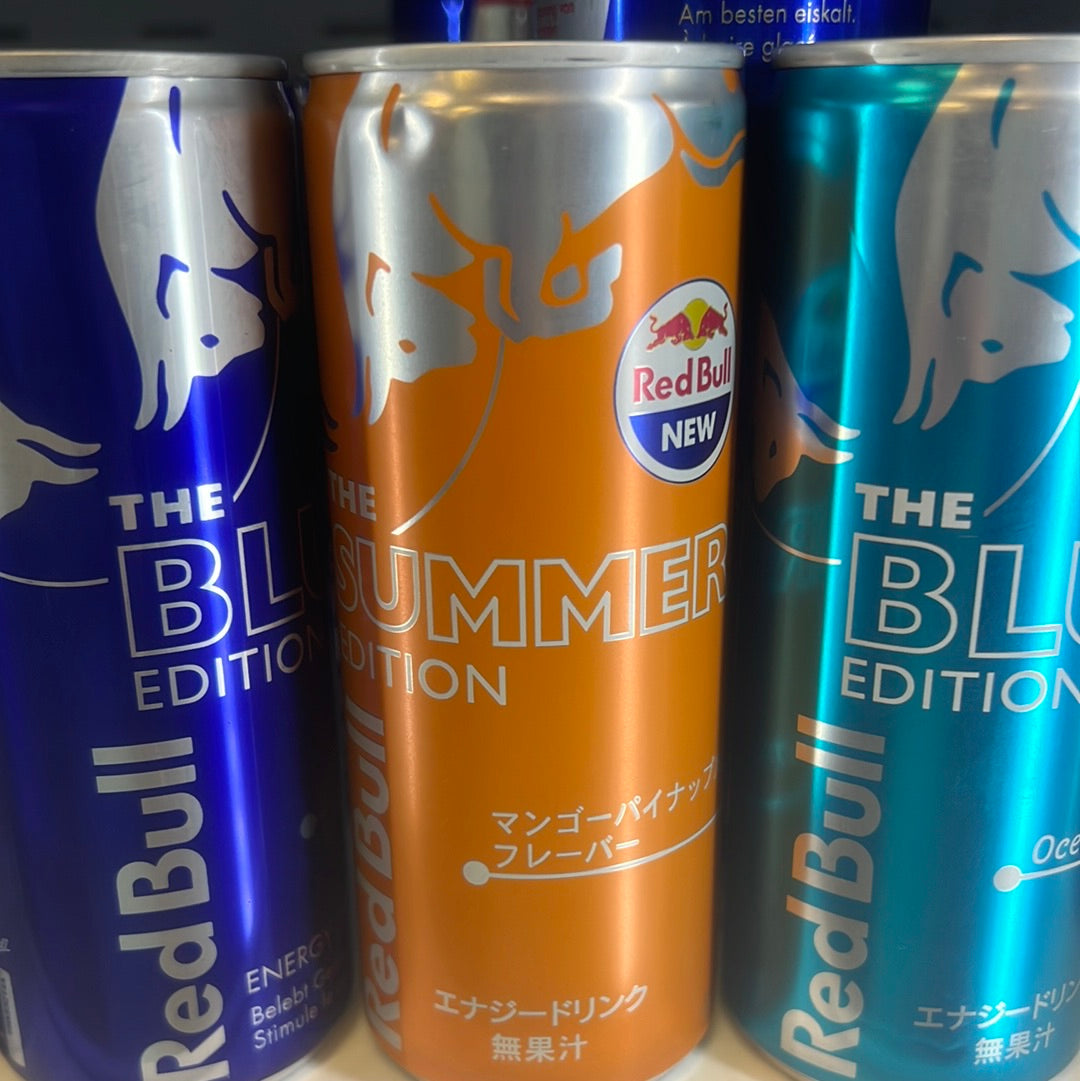 Am besten eiskalt.
THE
EDITION
Red Bull
ENERGY
Belebt
Stimule
THE
SUMMER
EDITION
Red Bull
Red Bull
NEW
マンゴーパイナップ
フレーバー
エナジードリンク
無果汁
THE
EDITION
Red Bull
エナジードリン
無果汁